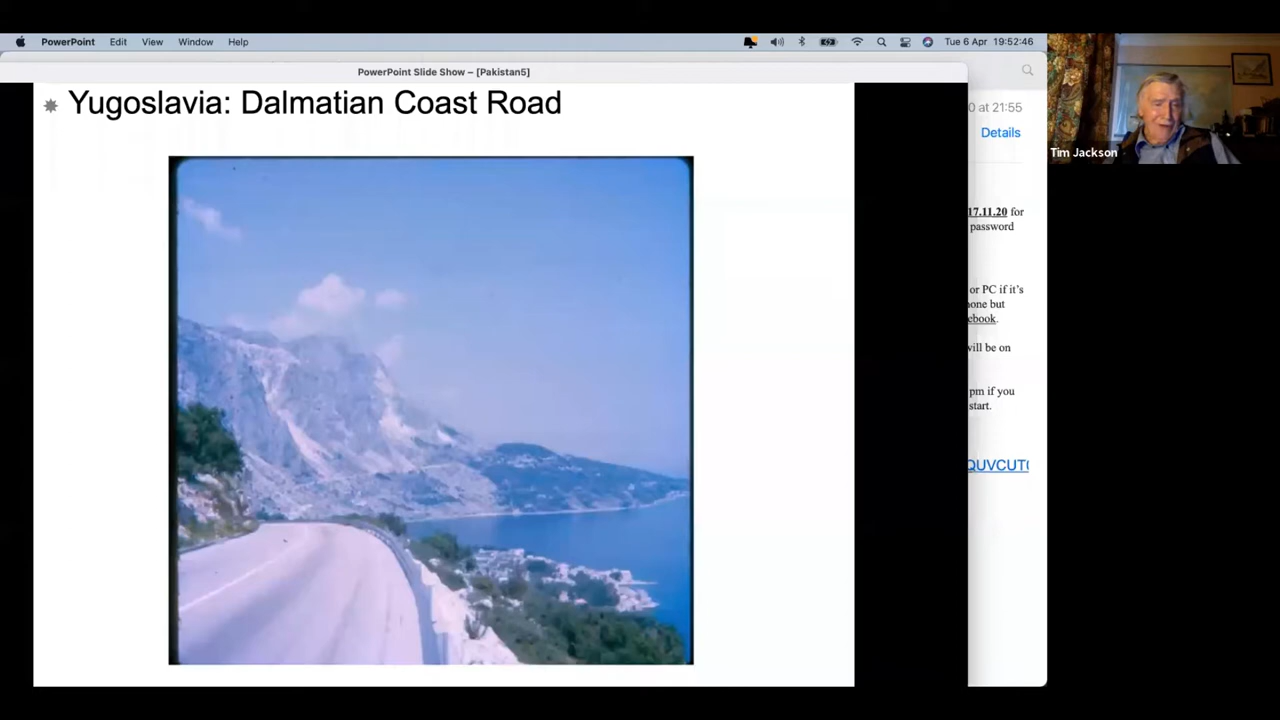 PowerPoint Edit View Window Help
Tue 6 Apr 19:52:46
PowerPoint Slide Show – [Pakistan5]
Yugoslavia: Dalmatian Coast Road
0 at 21:55
Details
17.11.20 for
password
or PC if it's
one but
ebook.
will be on
pm if you
start.
QUVCUT
Tim Jackson